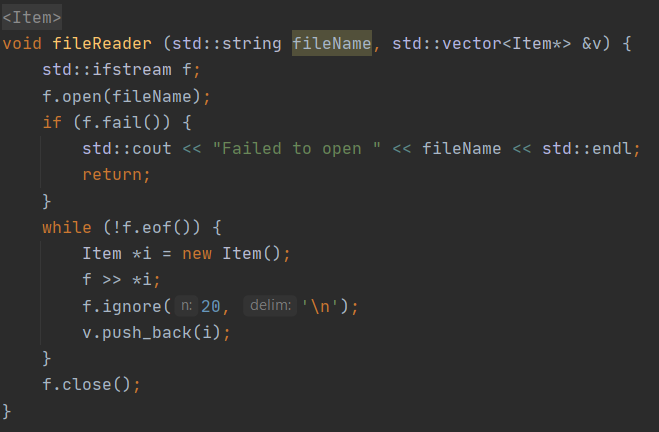 <Item>
void fileReader (std::string fileName, std::vector<Item*> &v) {
    std::ifstream f;
    f.open(fileName);
    if (f.fail()) {
        std::cout << "Failed to open " << fileName << std::endl;
        return;
    }
    while (!f.eof()) {
        Item *i = new Item();
        f >> *i;
        f.ignore( n: 20, delim: '\n');
        v.push_back(i);
    }
    f.close();
}